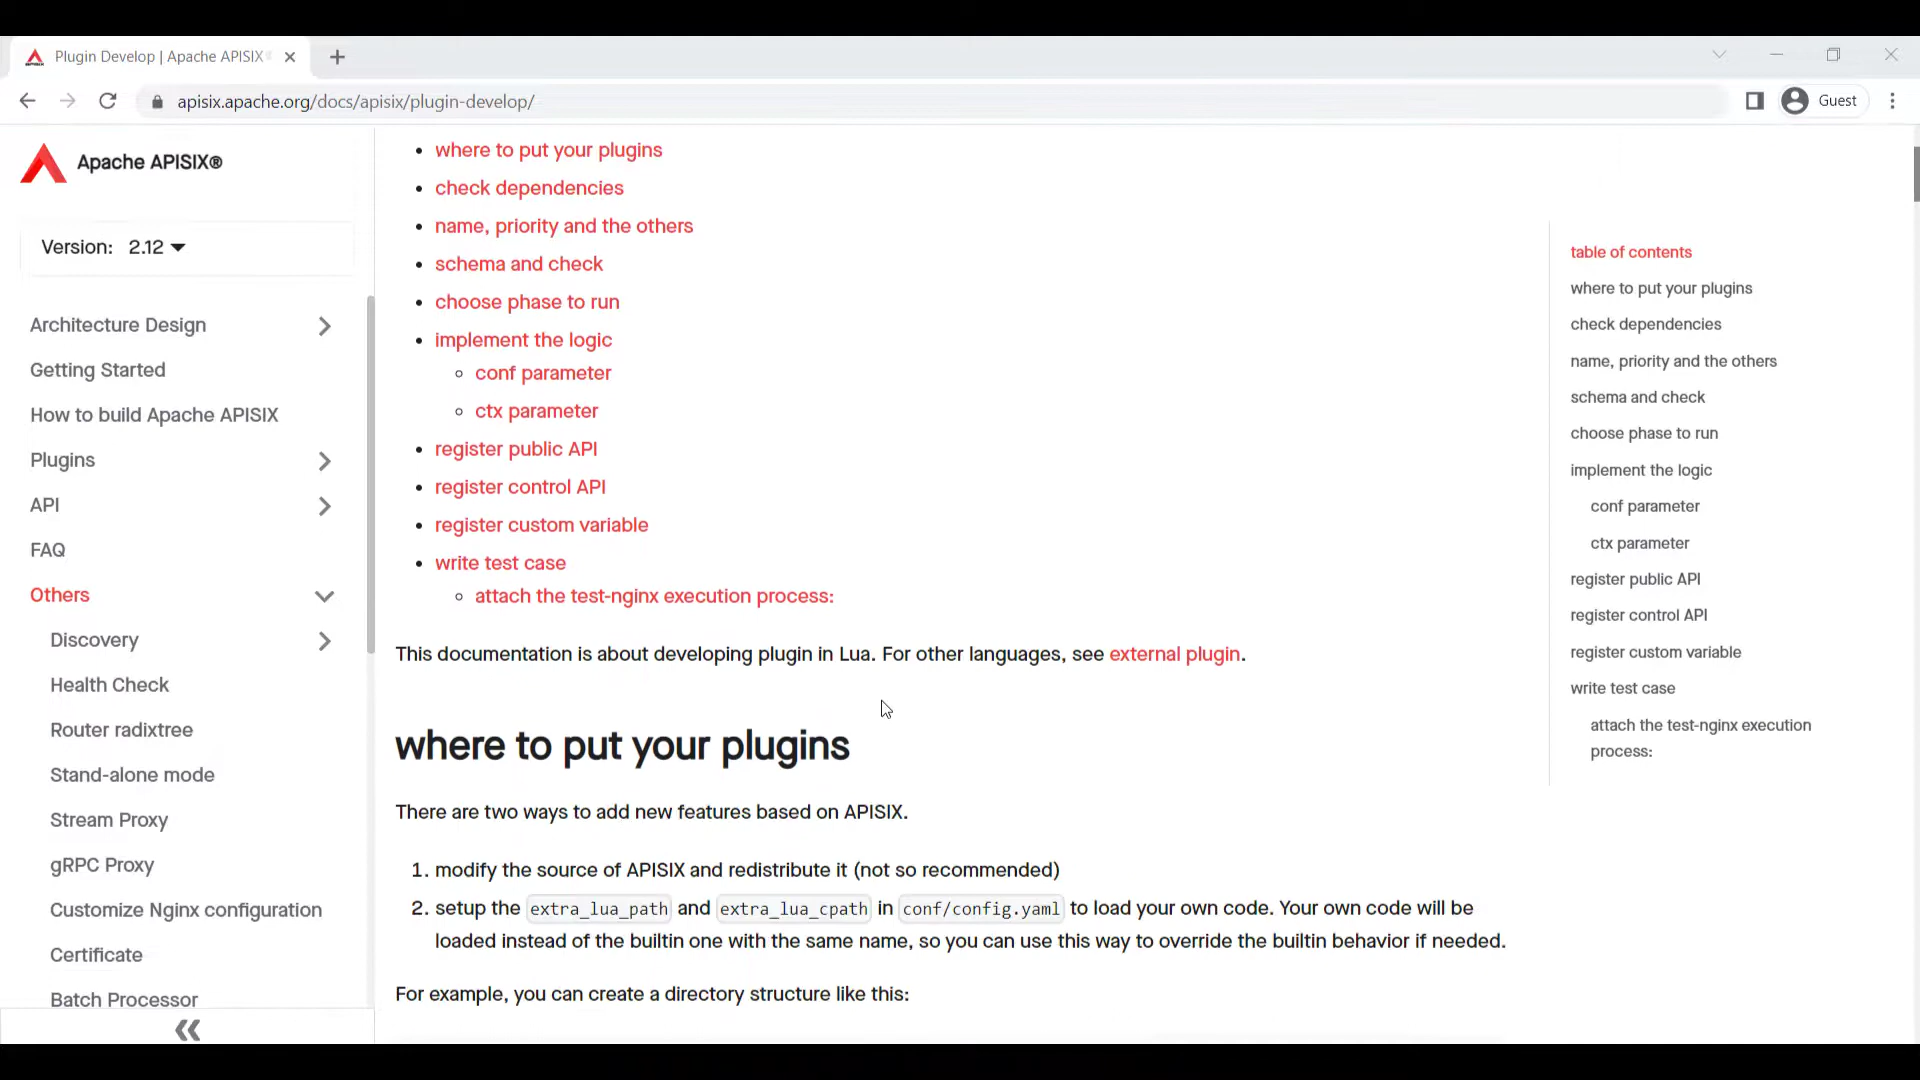 Plugin Develop | Apache APISIX®
apisix.apache.org/docs/apisix/plugin-develop/
Guest
Apache APISIX®
Version: 2.12
Architecture Design
Getting Started
How to build Apache APISIX
Plugins
API
FAQ
Others
Discovery
Health Check
Router radixtree
Stand-alone mode
Stream Proxy
gRPC Proxy
Customize Nginx configuration
Certificate
Batch Processor
where to put your plugins
check dependencies
name, priority and the others
schema and check
choose phase to run
implement the logic
conf parameter
ctx parameter
register public API
register control API
register custom variable
write test case
attach the test-nginx execution process:
This documentation is about developing plugin in Lua. For other languages, see external plugin.
where to put your plugins
There are two ways to add new features based on APISIX.
1. modify the source of APISIX and redistribute it (not so recommended)
2. setup the extra_lua_path and extra_lua_cpath in conf/config.yaml to load your own code. Your own code will be
loaded instead of the builtin one with the same name, so you can use this way to override the builtin behavior if needed.
For example, you can create a directory structure like this:
table of contents
where to put your plugins
check dependencies
name, priority and the others
schema and check
choose phase to run
implement the logic
conf parameter
ctx parameter
register public API
register control API
register custom variable
write test case
attach the test-nginx execution
process: